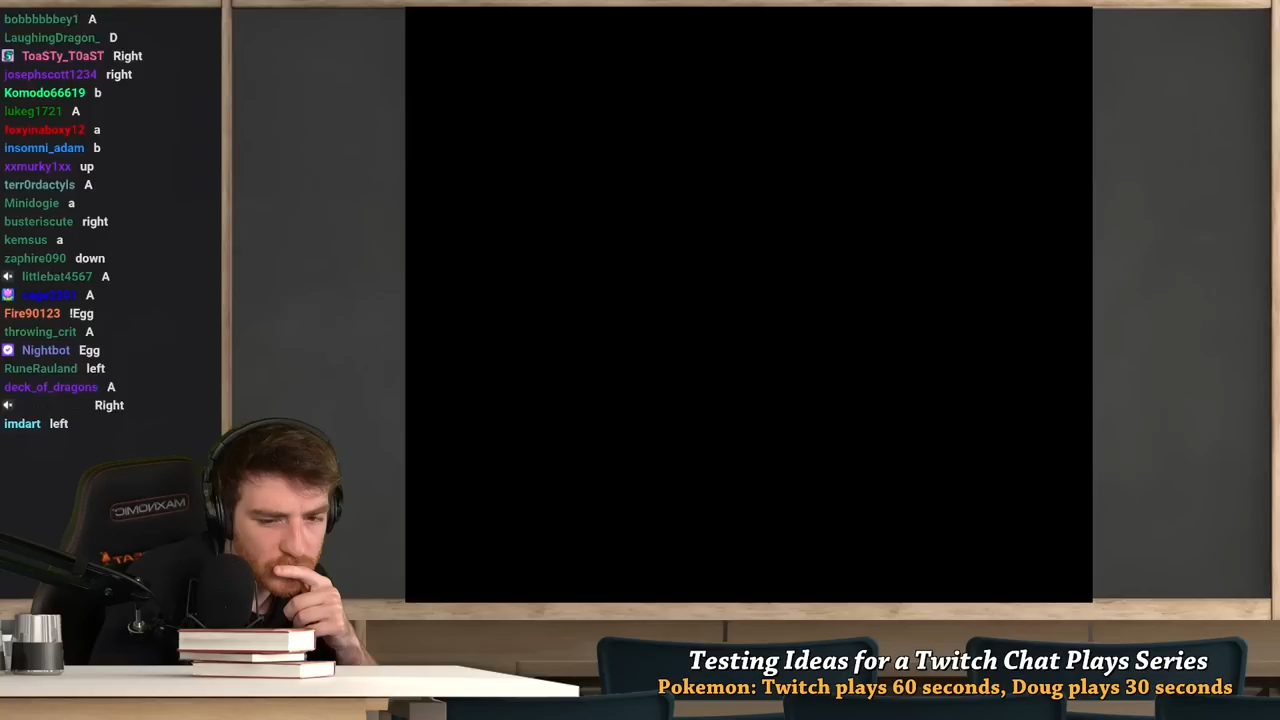 bobbbbbbey1 A
LaughingDragon_ D
ToaSTy_T0aST Right
josephscott1234 right
Komodo66619 b
lukeg1721 A
foxyinaboxy12 a
insomni_adam b
xxmurky1xx up
terr0rdactyls A
Minidogie a
busteriscute right
kemsus a
zaphire090 down
littlebat4567 A
A
Fire90123 !Egg
throwing_crit A
Nightbot Egg
RuneRauland left
deck_of_dragons A
Right
imdart left
MAXNOMIC
Testing Ideas for a Twitch Chat Plays Series
Pokemon: Twitch plays 60 seconds, Doug plays 30 seconds